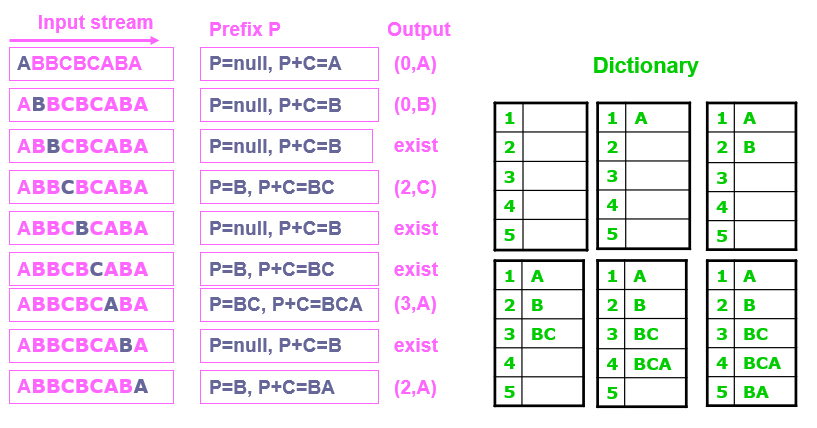 Input stream Prefix P Output
ABBCBCABA P=null, P+C=A (0,A)
ABBCBCABA P=null, P+C=B (0,B)
ABBCBCABA P=null, P+C=B exist
ABBCBCABA P=B, P+C=BC (2,C)
ABBCBCABA P=null, P+C=B exist
ABBCBCABA P=B, P+C=BC exist
ABBCBCABA P=BC, P+C=BCA (3,A)
ABBCBCABA P=null, P+C=B exist
ABBCBCABA P=B, P+C=BA (2,A)
Dictionary
1 1 A 1 A
2 2 2 B
3 3 3
4 4 4
5 5 5
1 A 1 A 1 A
2 B 2 B 2 B
3 BC 3 BC 3 BC
4 4 BCA 4 BCA
5 5 5 BA